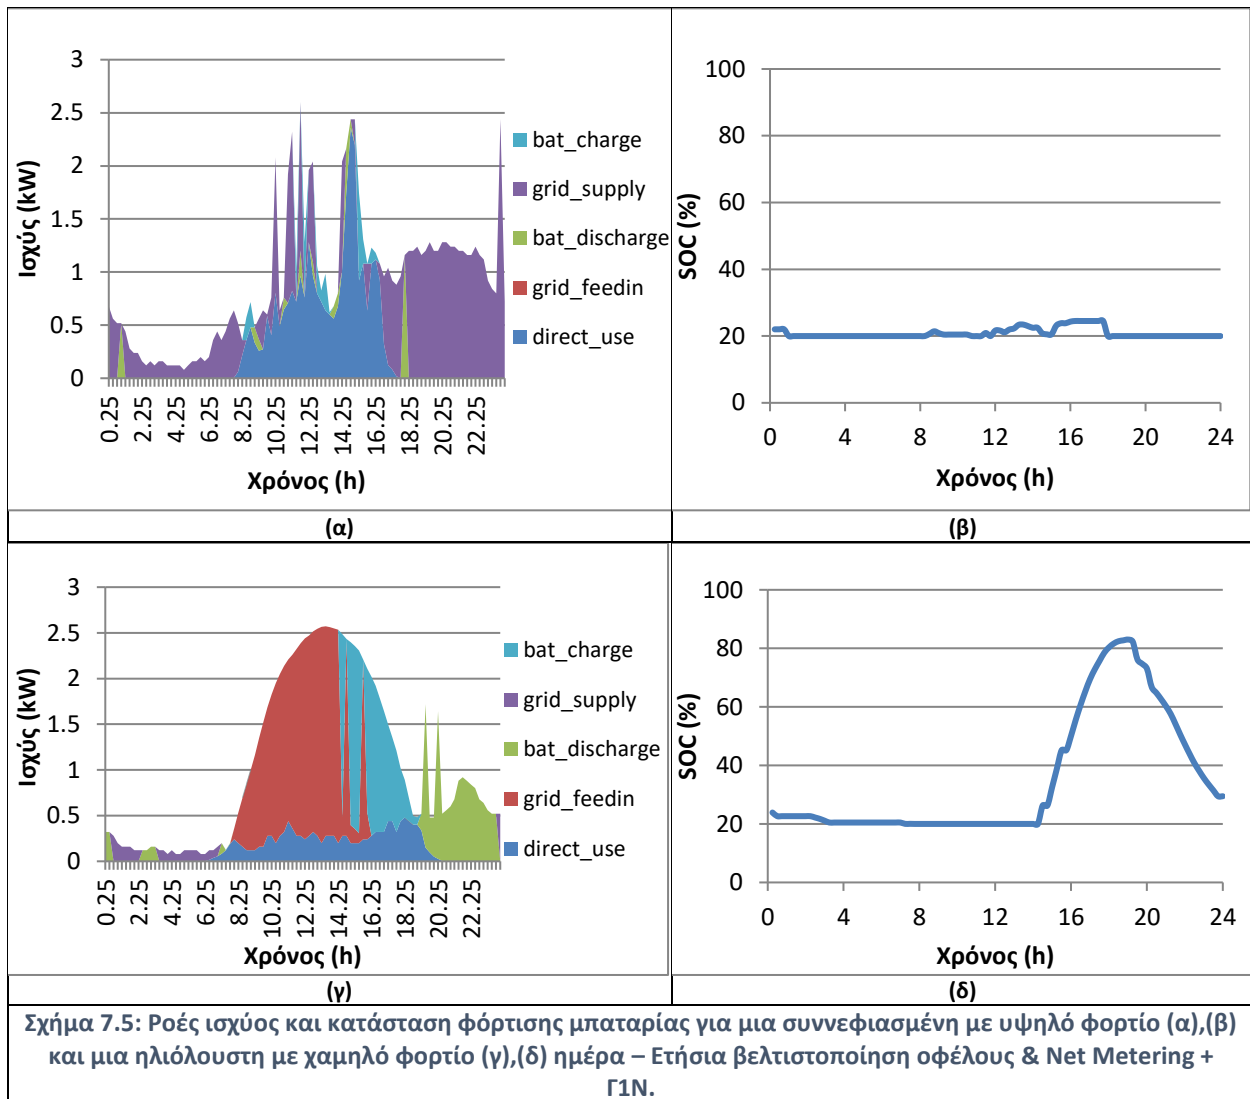 3
2.5
2
1.5
1
0.5
0
Ισχύς (kW)
0.25
2.25
4.25
6.25
8.25
10.25
12.25
14.25
16.25
18.25
20.25
22.25
Χρόνος (h)
bat_charge
grid_supply
bat_discharge
grid_feedin
direct_use
100
80
60
40
20
0
SOC (%)
0 4 8 12 16 20 24
Χρόνος (h)
(α)
(β)
3
2.5
2
1.5
1
0.5
0
Ισχύς (kW)
0.25
2.25
4.25
6.25
8.25
10.25
12.25
14.25
16.25
18.25
20.25
22.25
Χρόνος (h)
bat_charge
grid_supply
bat_discharge
grid_feedin
direct_use
100
80
60
40
20
0
SOC (%)
0 4 8 12 16 20 24
Χρόνος (h)
(γ)
(δ)
Σχήμα 7.5: Ροές ισχύος και κατάσταση φόρτισης μπαταρίας για μια συννεφιασμένη με υψηλό φορτίο (α),(β)
και μια ηλιόλουστη με χαμηλό φορτίο (γ),(δ) ημέρα – Ετήσια βελτιστοποίηση οφέλους & Net Metering +
Γ1Ν.